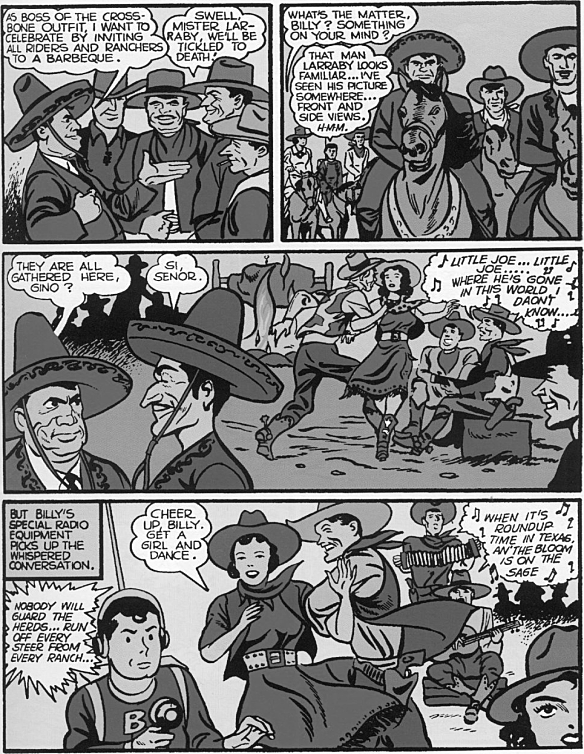 AS BOSS OF THE CROSS-
BONE OUTFIT, I WANT TO
CELEBRATE BY INVITING
ALL RIDERS AND RANCHERS
TO A BARBEQUE.
SWELL,
MISTER LAR-
RABY, WE'LL BE
TICKLED TO
DEATH!
WHAT'S THE MATTER,
BILLY? SOMETHING
ON YOUR MIND?
THAT MAN
LARRABY LOOKS
FAMILIAR...I'VE
SEEN HIS PICTURE
SOMEWHERE...
FRONT AND
SIDE VIEWS.
H-M-M.
THEY ARE ALL
GATHERED HERE,
GINO?
SI,
SENOR.
LITTLE JOE... LITTLE
JOE....
WHERE HE'S GONE
IN THIS WORLD I
DAON'T
KNOW...
BUT BILLY'S
SPECIAL RADIO
EQUIPMENT
PICKS UP THE
WHISPERED
CONVERSATION.
NOBODY WILL
GUARD THE
HERDS... RUN
OFF EVERY
STEER FROM
EVERY RANCH...
CHEER
UP, BILLY.
GET A
GIRL AND
DANCE.
WHEN IT'S
ROUNDUP
TIME IN TEXAS,
AN' THE BLOOM
IS ON THE
SAGE
B